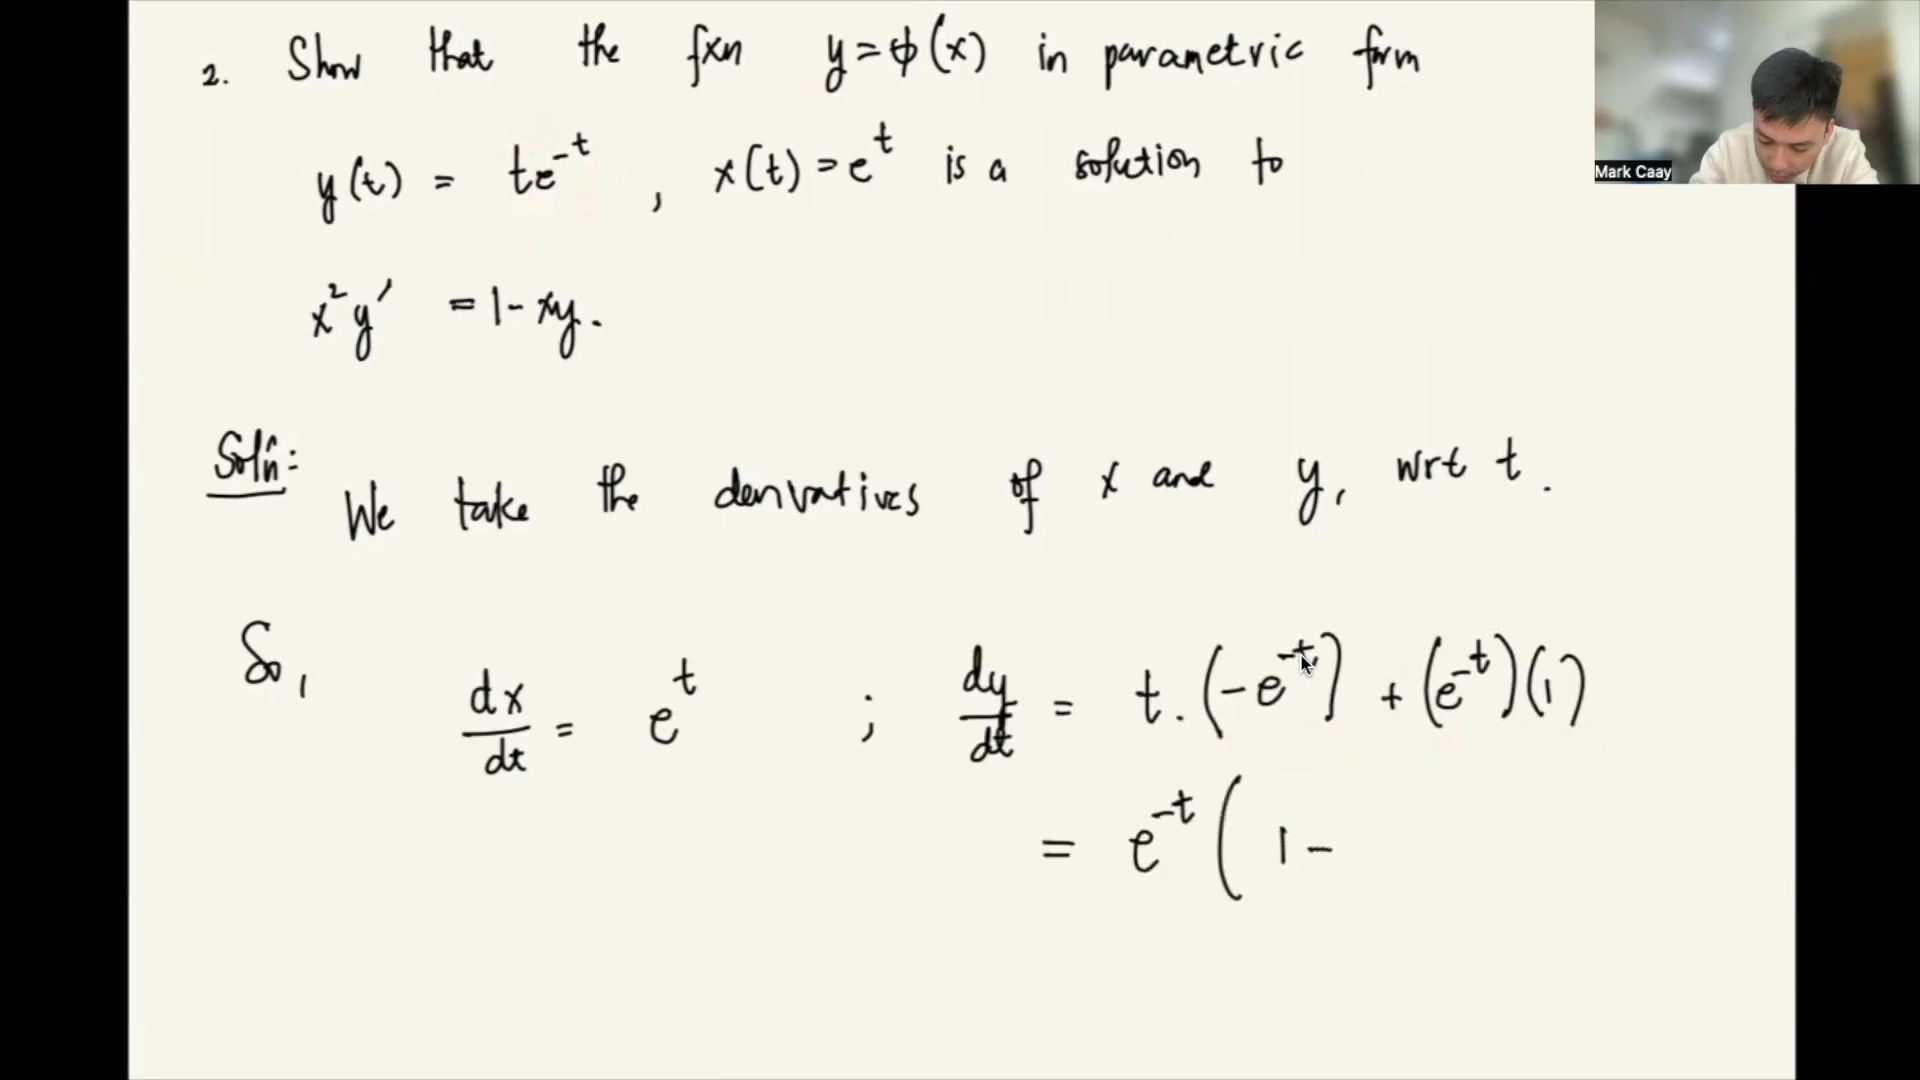 2. Show that the fxn y=ϕ(x) in parametric form
y(t) = te^{-t} , x(t) = e^{t} is a solution to
x^{2}y' = 1-xy.
Sol'n:
We take the derivatives of x and y, wrt t.
So, dx/dt = e^{t} ; dy/dt = t.(-e^{-t}) + (e^{-t})(1)
= e^{-t}( 1-
Mark Caay